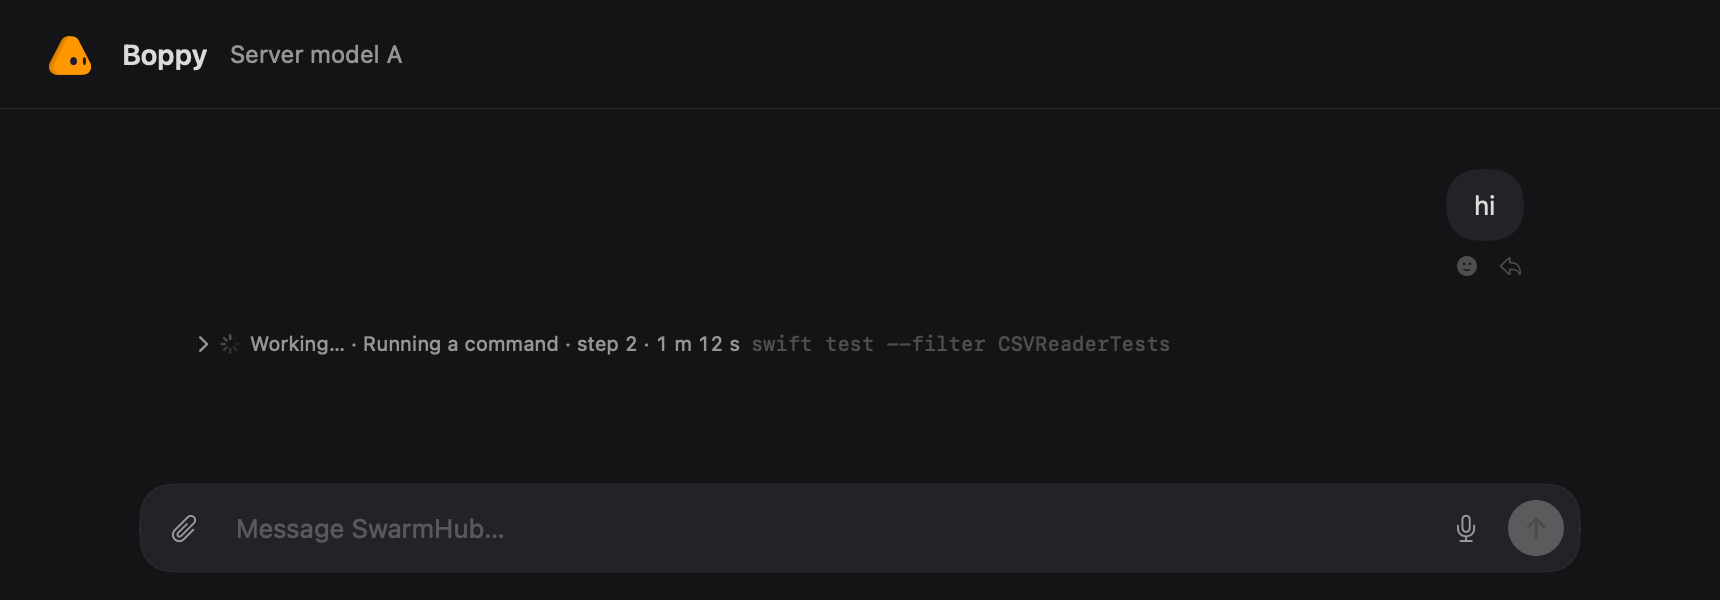 Boppy Server model A
hi
Working... · Running a command · step 2 · 1 m 12 s swift test --filter CSVReaderTests
Message SwarmHub...